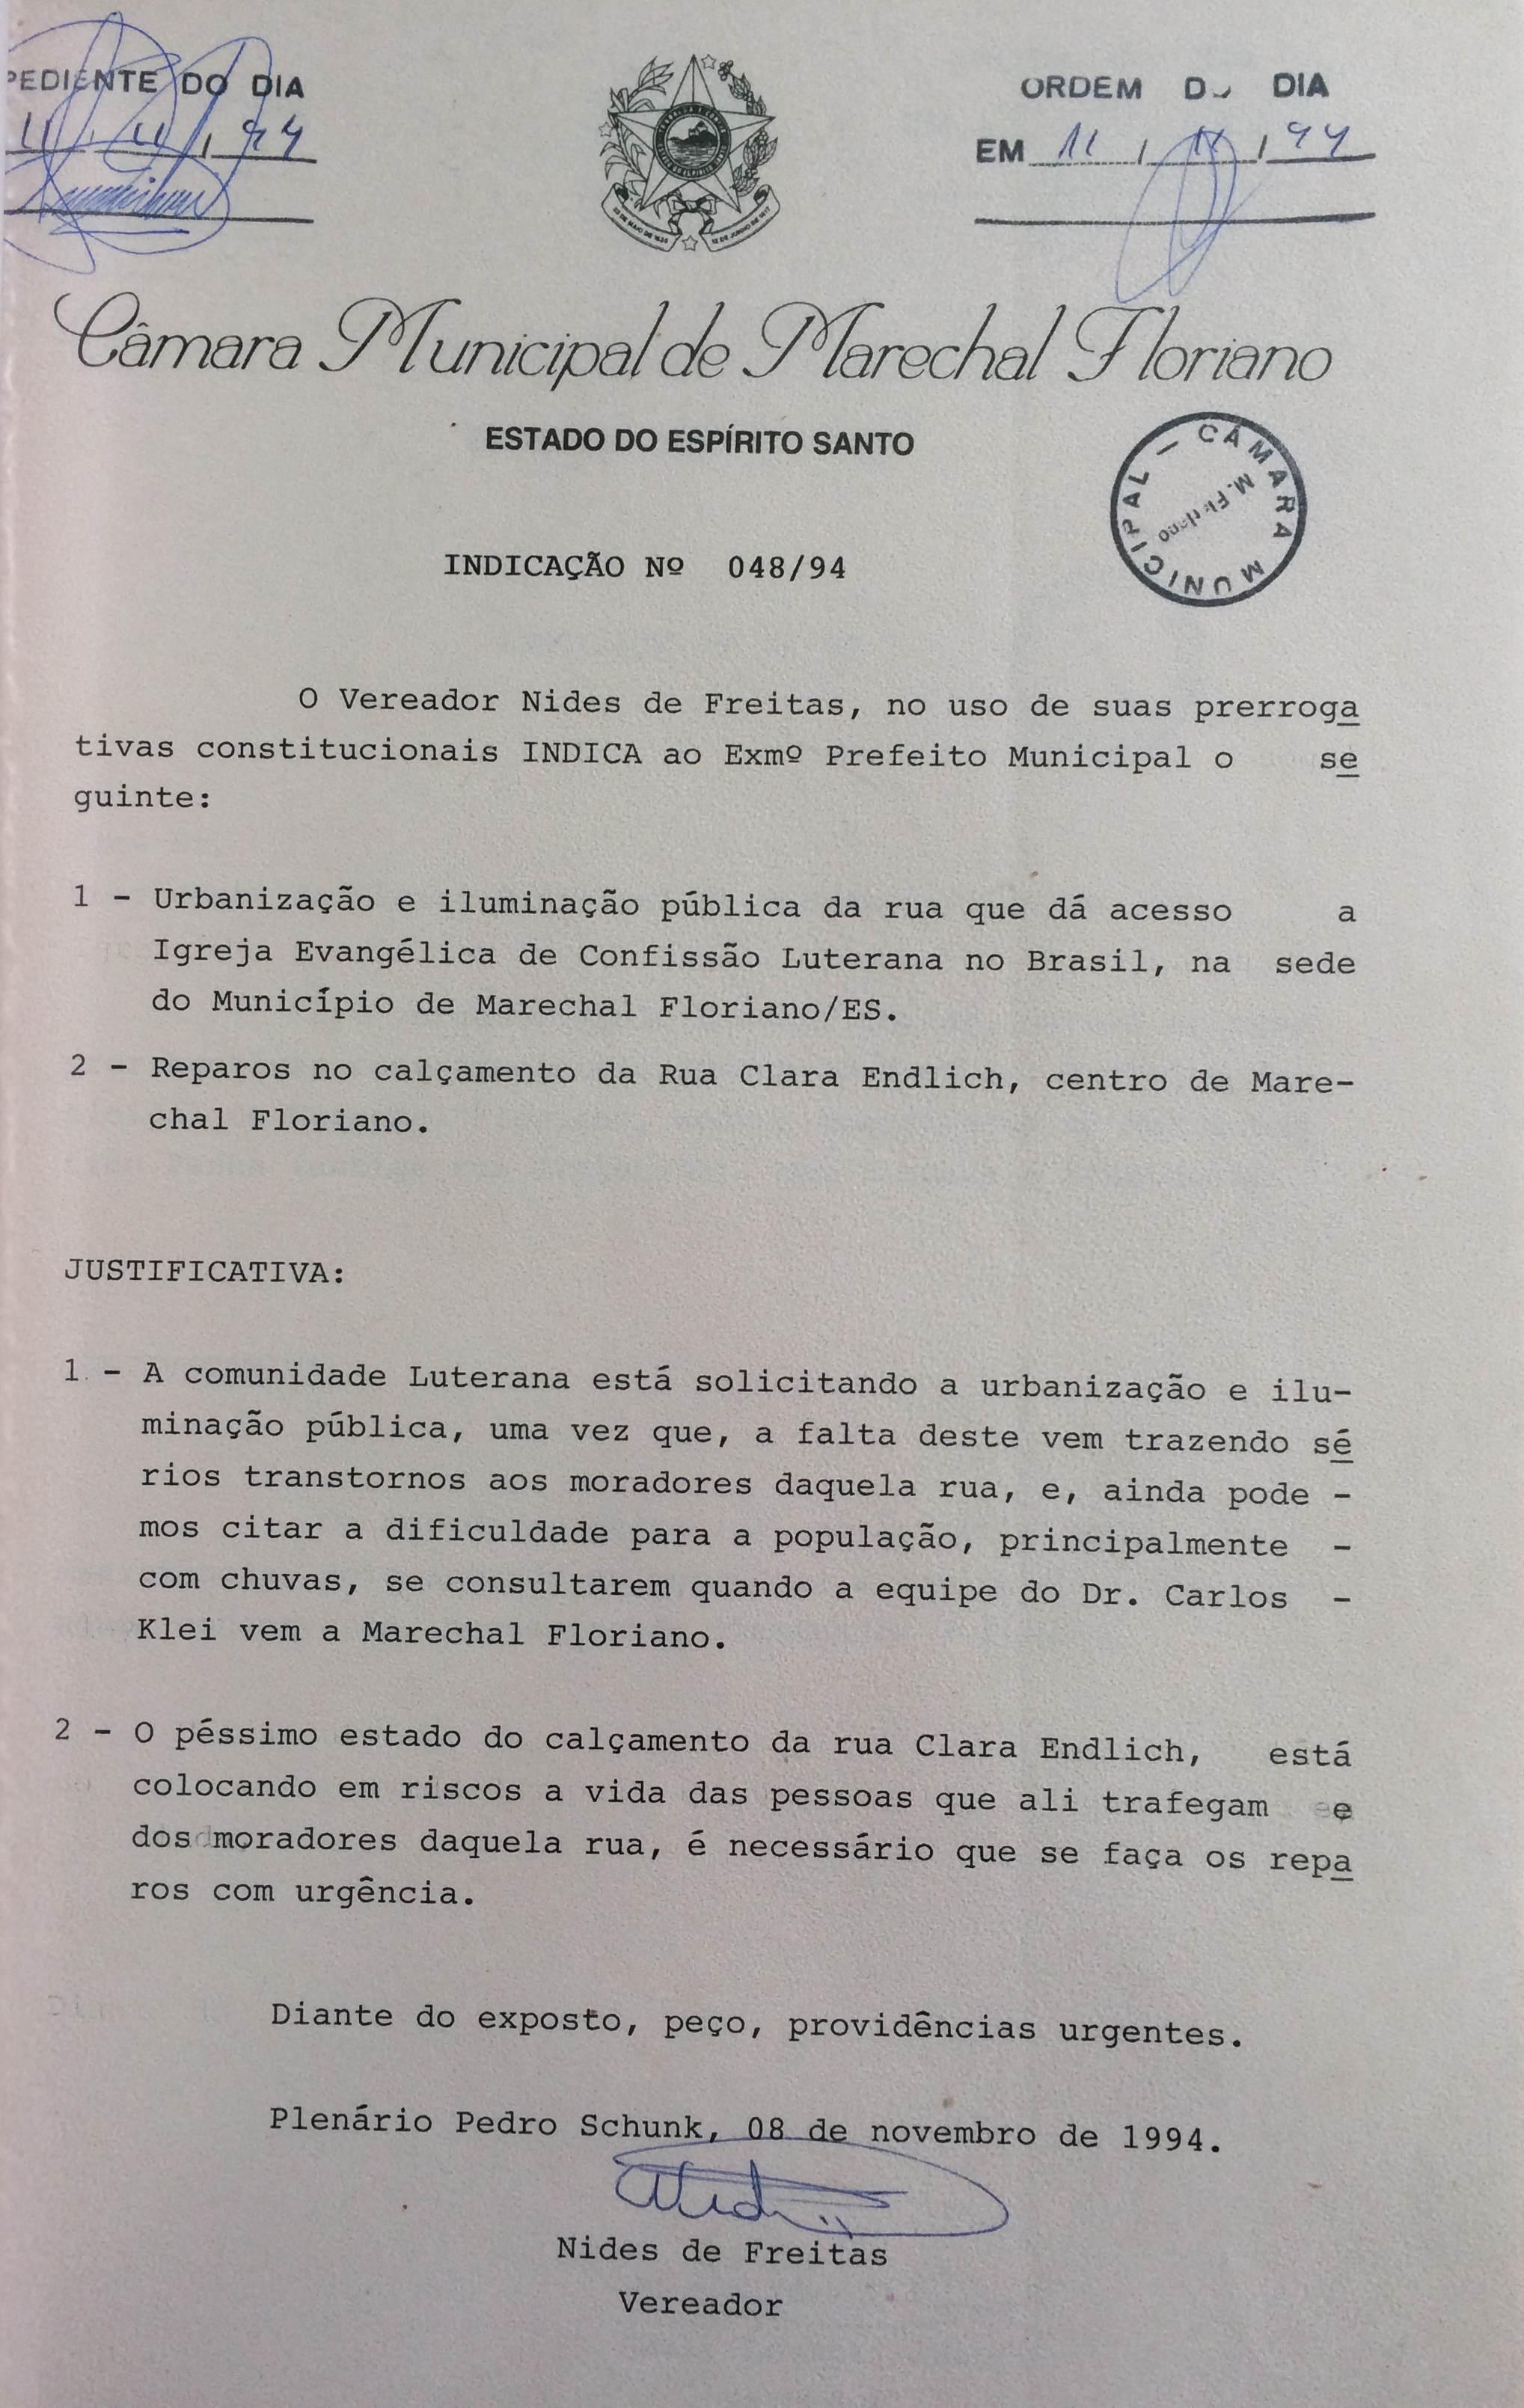 PEDIENTE DO DIA
11 / 11 / 94
ORDEM D DIA
EM 11 / 11 / 94
Câmara Municipal de Marechal Floriano
ESTADO DO ESPÍRITO SANTO
CÂMARA MUNICIPAL —
M. Floriano
INDICAÇÃO Nº 048/94
O Vereador Nides de Freitas, no uso de suas prerroga
tivas constitucionais INDICA ao Exmº Prefeito Municipal o se
guinte:
1 - Urbanização e iluminação pública da rua que dá acesso a
Igreja Evangélica de Confissão Luterana no Brasil, na sede
do Município de Marechal Floriano/ES.
2 - Reparos no calçamento da Rua Clara Endlich, centro de Mare-
chal Floriano.
JUSTIFICATIVA:
1. - A comunidade Luterana está solicitando a urbanização e ilu-
minação pública, uma vez que, a falta deste vem trazendo sé
rios transtornos aos moradores daquela rua, e, ainda pode -
mos citar a dificuldade para a população, principalmente -
com chuvas, se consultarem quando a equipe do Dr. Carlos -
Klei vem a Marechal Floriano.
2 - O péssimo estado do calçamento da rua Clara Endlich, está
colocando em riscos a vida das pessoas que ali trafegam e
dos moradores daquela rua, é necessário que se faça os repa
ros com urgência.
Diante do exposto, peço, providências urgentes.
Plenário Pedro Schunk, 08 de novembro de 1994.
Nides de Freitas
Vereador